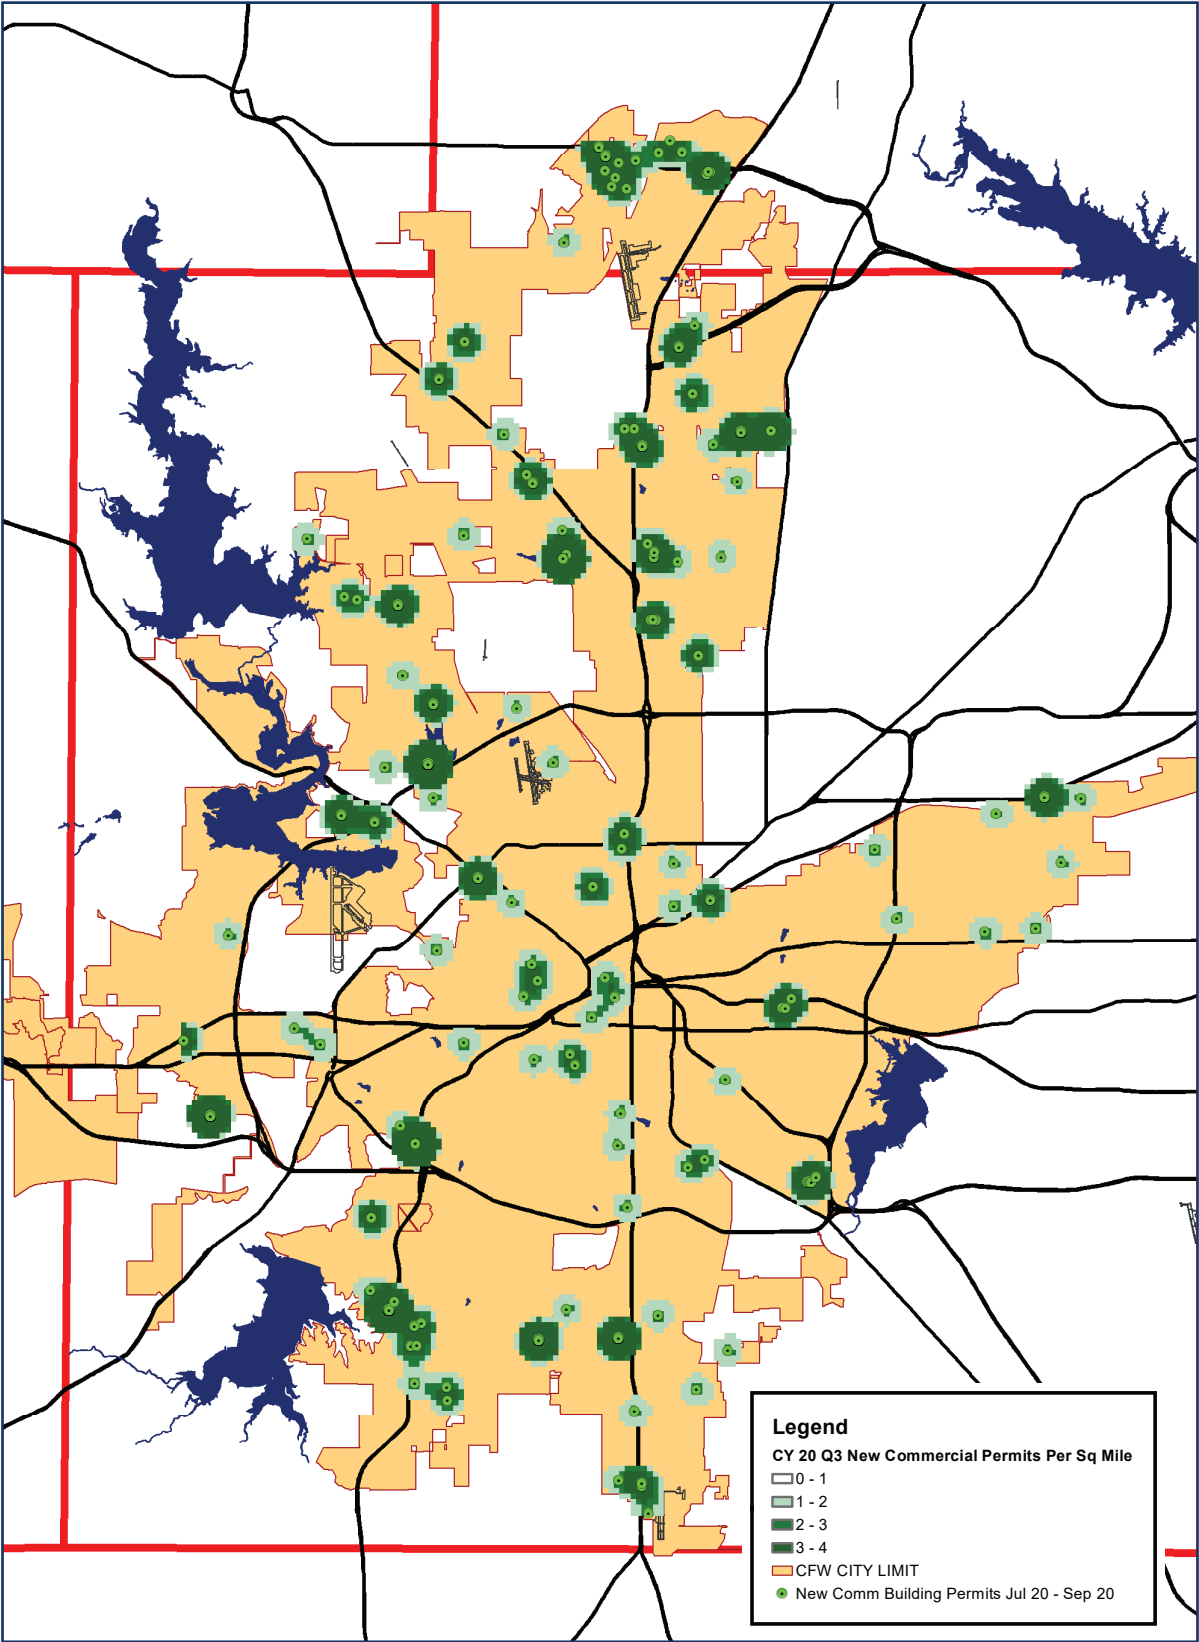 Legend
CY 20 Q3 New Commercial Permits Per Sq Mile
0 - 1
1 - 2
2 - 3
3 - 4
CFW CITY LIMIT
New Comm Building Permits Jul 20 - Sep 20